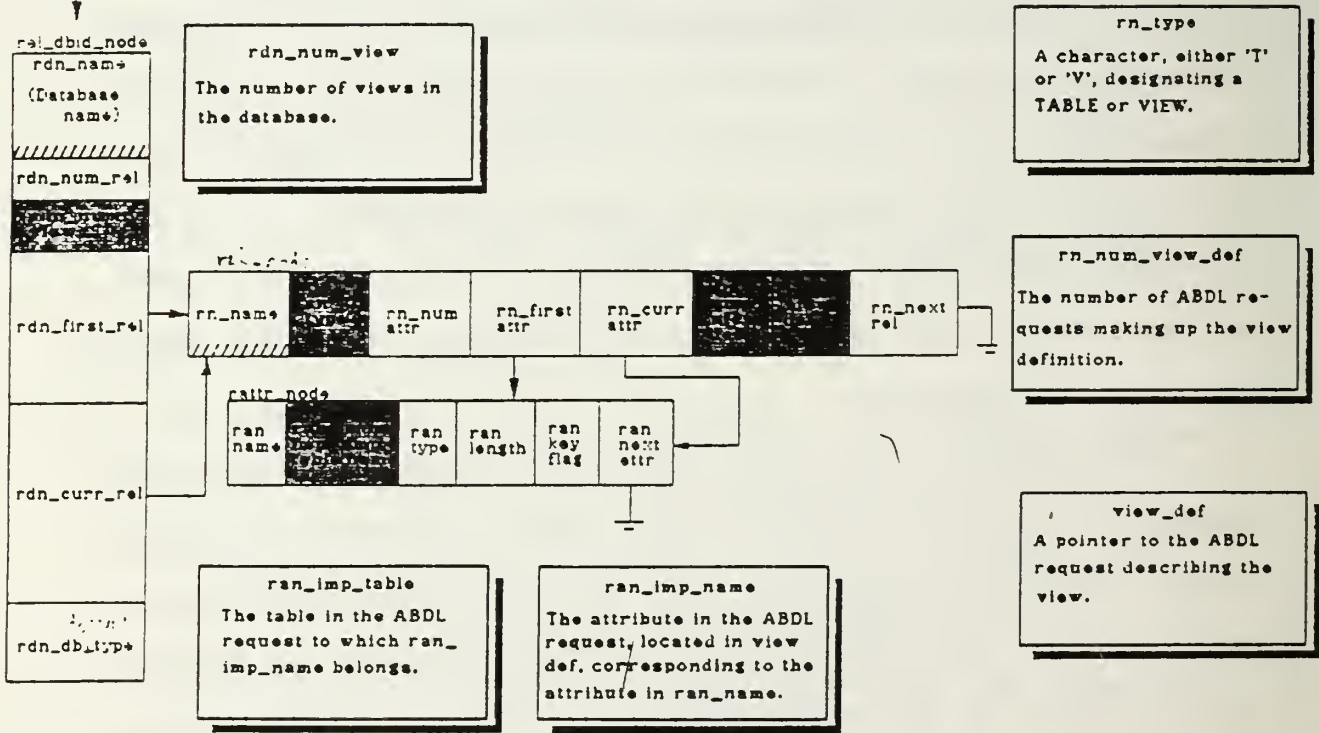 rel_dbid_node
rdn_name
(Database
name)
rdn_num_rel
rdn_first_rel
rdn_curr_rel
rdn_db_type
rdn_num_view
The number of views in
the database.
rn_type
A character, either 'T'
or 'V', designating a
TABLE or VIEW.
rn_name
rn_num
attr
rn_first
attr
rn_curr
attr
rn_next
rel
rattr_node
ran
name
ran
type
ran
length
ran
key
flag
ran
next
attr
rn_num_view_def
The number of ABDL re-
quests making up the view
definition.
view_def
A pointer to the ABDL
request describing the
view.
ran_imp_table
The table in the ABDL
request to which ran_
imp_name belongs.
ran_imp_name
The attribute in the ABDL
request, located in view
def, corresponding to the
attribute in ran_name.